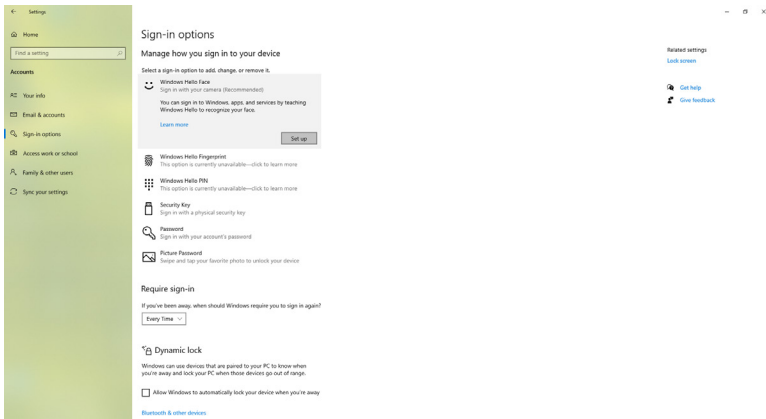 Settings
Home
Find a setting
Accounts
Your info
Email & accounts
Sign-in options
Access work or school
Family & other users
Sync your settings
Sign-in options
Manage how you sign in to your device
Select a sign-in option to add, change, or remove it.
Windows Hello Face
Sign in with your camera (Recommended)
You can sign in to Windows, apps, and services by teaching
Windows Hello to recognize your face.
Learn more
Set up
Windows Hello Fingerprint
This option is currently unavailable—click to learn more
Windows Hello PIN
This option is currently unavailable—click to learn more
Security Key
Sign in with a physical security key
Password
Sign in with your account's password
Picture Password
Swipe and tap your favorite photo to unlock your device
Require sign-in
If you've been away, when should Windows require you to sign in again?
Every Time
Dynamic lock
Windows can use devices that are paired to your PC to know when
you're away and lock your PC when those devices go out of range.
Allow Windows to automatically lock your device when you're away
Bluetooth & other devices
Related settings
Lock screen
Get help
Give feedback